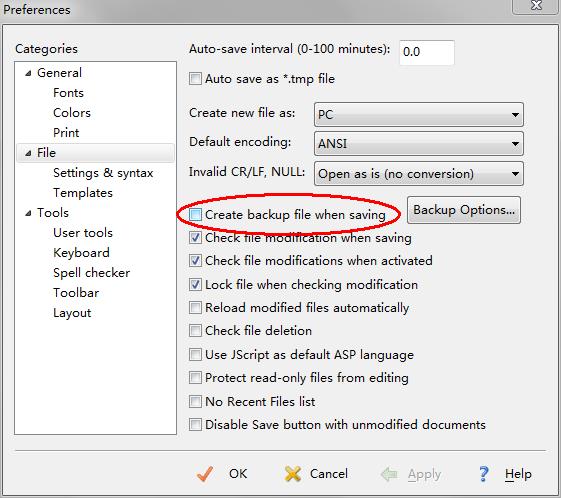 Preferences
Categories
General
Fonts
Colors
Print
File
Settings & syntax
Templates
Tools
User tools
Keyboard
Spell checker
Toolbar
Layout
Auto-save interval (0-100 minutes): 0.0
Auto save as *.tmp file
Create new file as: PC
Default encoding: ANSI
Invalid CR/LF, NULL: Open as is (no conversion)
Create backup file when saving Backup Options...
Check file modification when saving
Check file modifications when activated
Lock file when checking modification
Reload modified files automatically
Check file deletion
Use JScript as default ASP language
Protect read-only files from editing
No Recent Files list
Disable Save button with unmodified documents
OK Cancel Apply ? Help